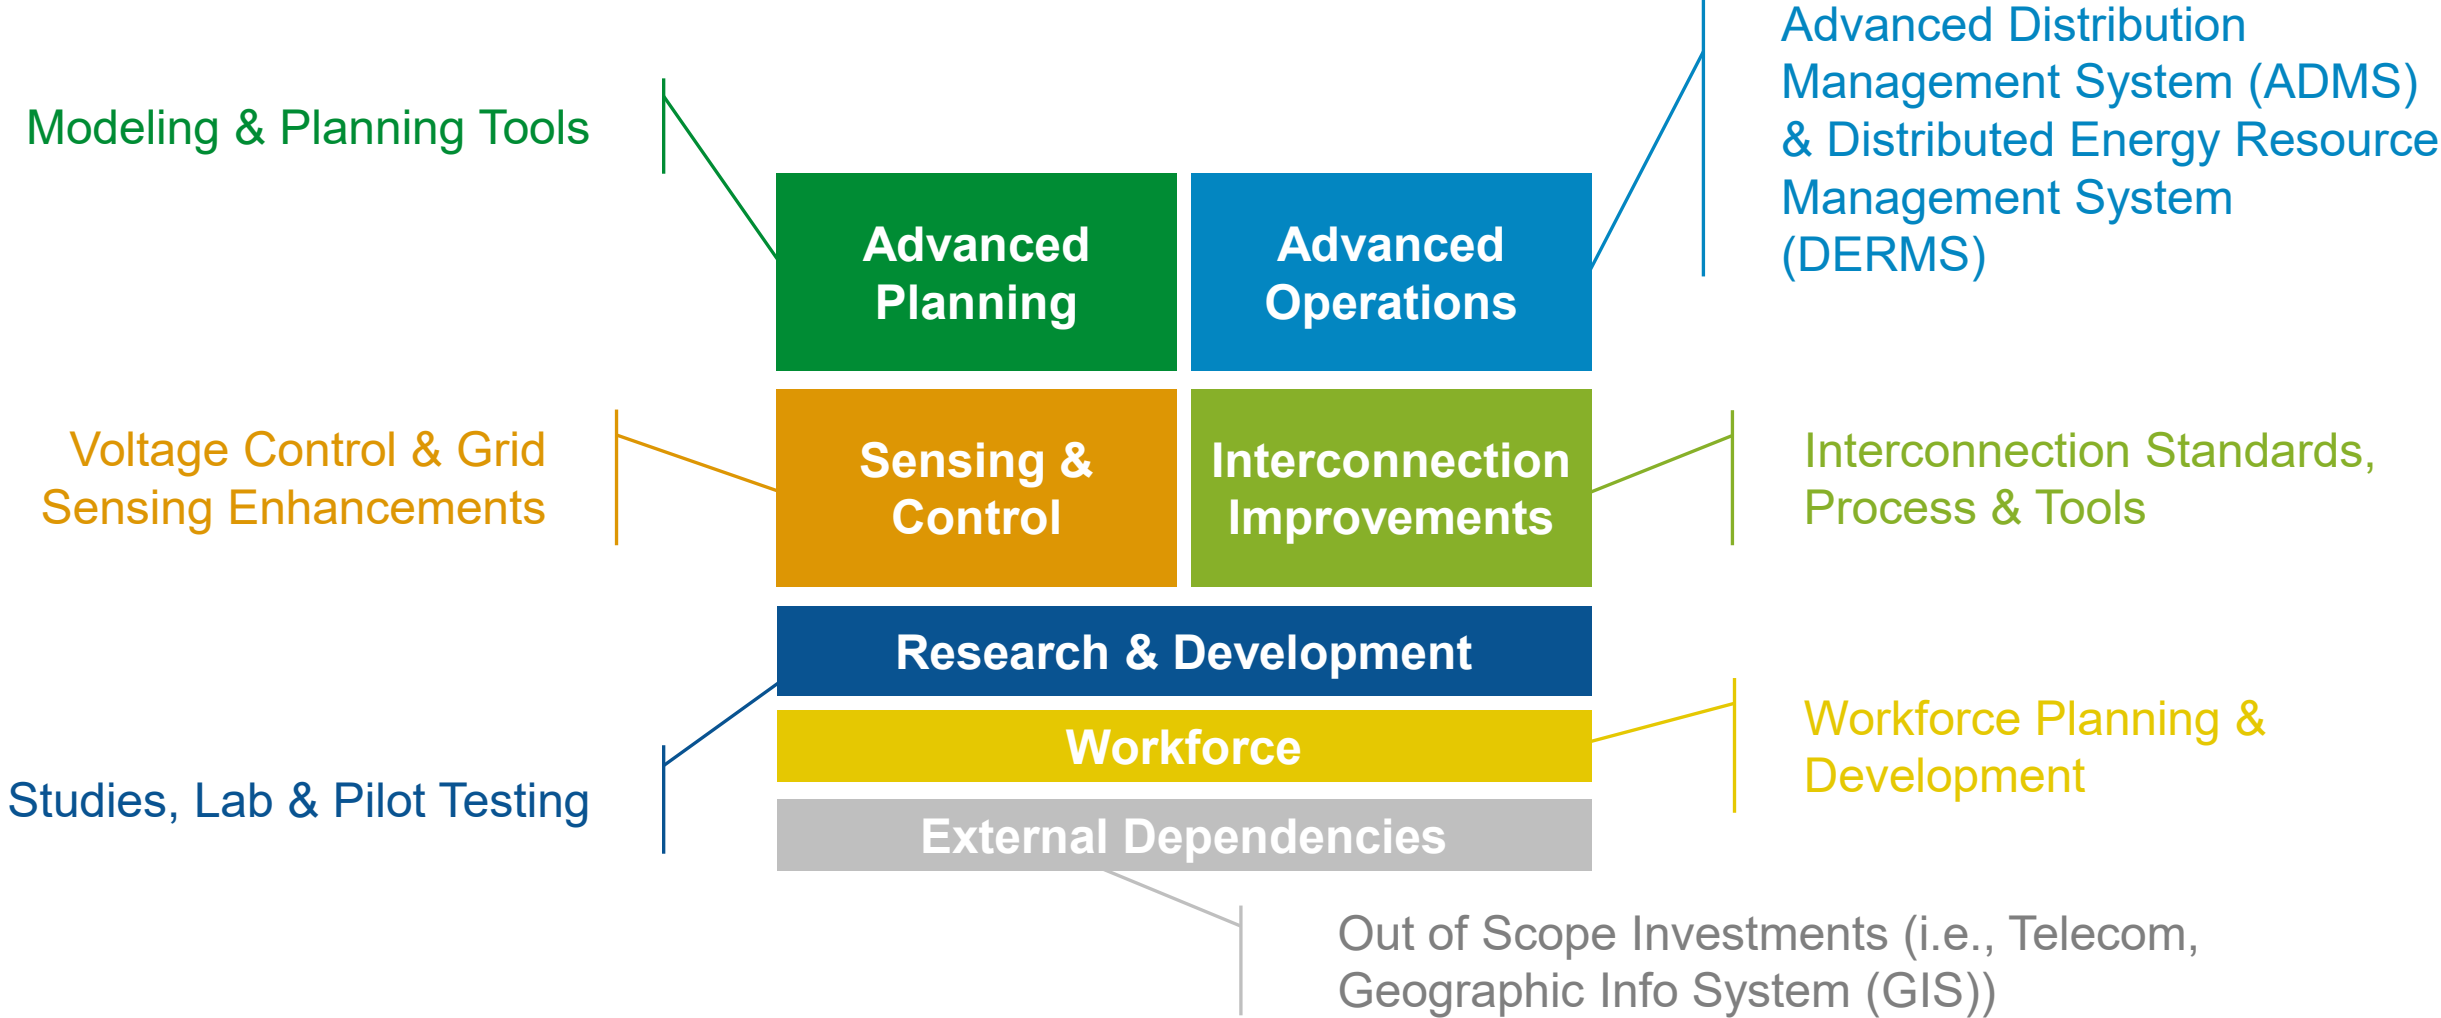 Modeling & Planning Tools
Advanced Distribution
Management System (ADMS)
& Distributed Energy Resource
Management System
(DERMS)
Advanced
Planning
Advanced
Operations
Voltage Control & Grid
Sensing Enhancements
Sensing &
Control
Interconnection
Improvements
Interconnection Standards,
Process & Tools
Research & Development
Studies, Lab & Pilot Testing
Workforce
Workforce Planning &
Development
External Dependencies
Out of Scope Investments (i.e., Telecom,
Geographic Info System (GIS))